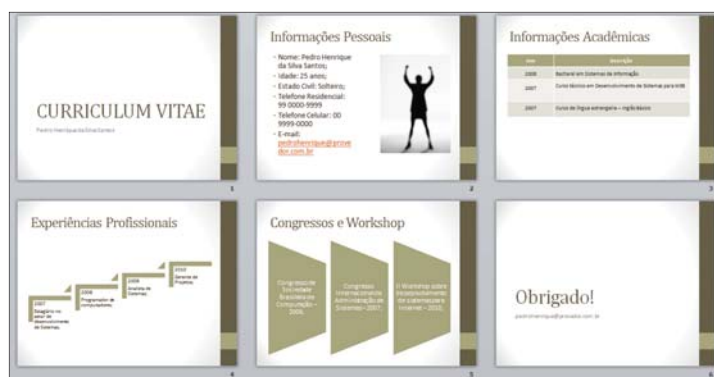 CURRICULUM VITAE
Pedro Henrique da Silva Santos
1
Informações Pessoais
- Nome: Pedro Henrique
da Silva Santos;
- Idade: 25 anos;
- Estado Civil: Solteiro;
- Telefone Residencial:
99 0000-9999
- Telefone Celular: 00
9999-0000
- E-mail:
pedrohenrique@prove
dor.com.br
2
Informações Acadêmicas
Ano Descrição
2008 Bacharel em Sistemas de Informação
2007 Curso técnico em Desenvolvimento de Sistemas para WEB
2007 Curso de língua estrangeira – Inglês Básico
3
Experiências Profissionais
2007
Estagiário no
setor de
desenvolvimento
de Sistemas;
2008
Programador de
computadores;
2009
Analista de
Sistemas;
2010
Gerente de
Projetos.
4
Congressos e Workshop
Congresso da
Sociedade
Brasileira de
Computação –
2006;
Congresso
Internacional de
Administração de
Sistemas – 2007;
II Workshop sobre
Desenvolvimento
de sistemas para
Internet – 2010;
5
Obrigado!
pedrohenrique@provedor.com.br
6